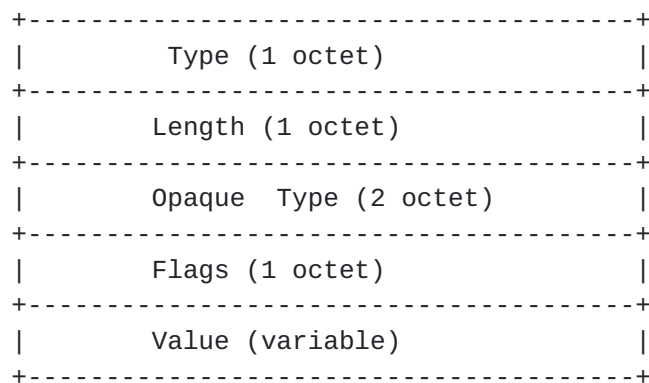 +---------------------------------------+
|         Type (1 octet)                |
+---------------------------------------+
|        Length (1 octet)               |
+---------------------------------------+
|        Opaque  Type (2 octet)         |
+---------------------------------------+
|        Flags (1 octet)                |
+---------------------------------------+
|        Value (variable)               |
+---------------------------------------+